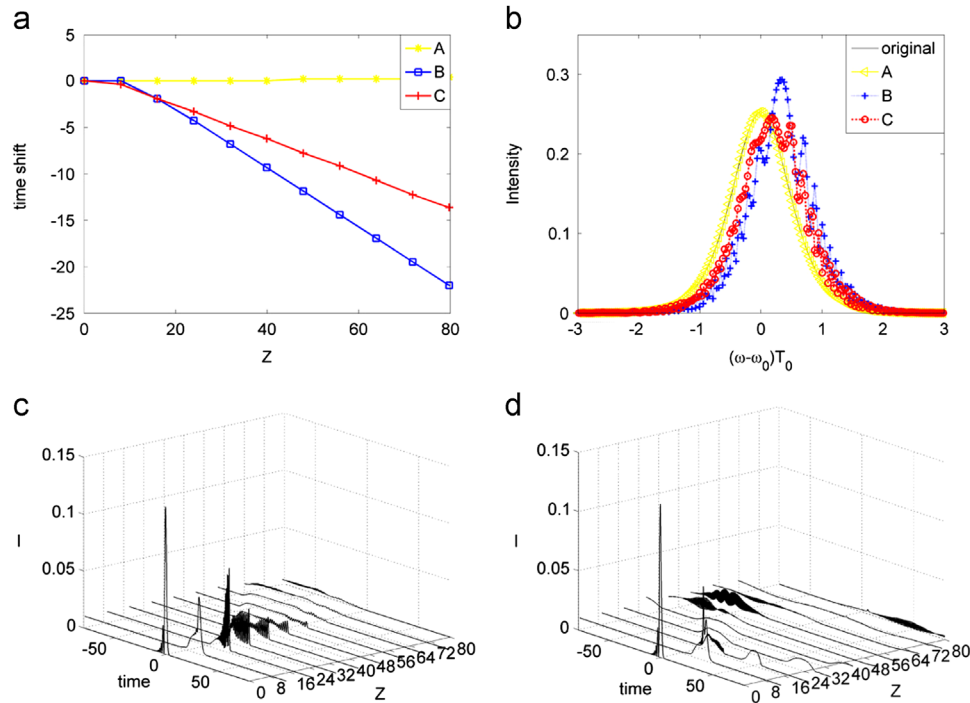 a
5
0
-5
-10
-15
-20
-25
0 20 40 60 80
time shift
Z
A
B
C
b
0.3
0.2
0.1
0
-3 -2 -1 0 1 2 3
Intensity
(ω-ω0)T0
original
A
B
C
c
0.15
0.1
0.05
0
I
-50
0
50
time
0 8 16 24 32 40 48 56 64 72 80
Z
d
0.15
0.1
0.05
0
I
-50
0
50
time
0 8 16 24 32 40 48 56 64 72 80
Z